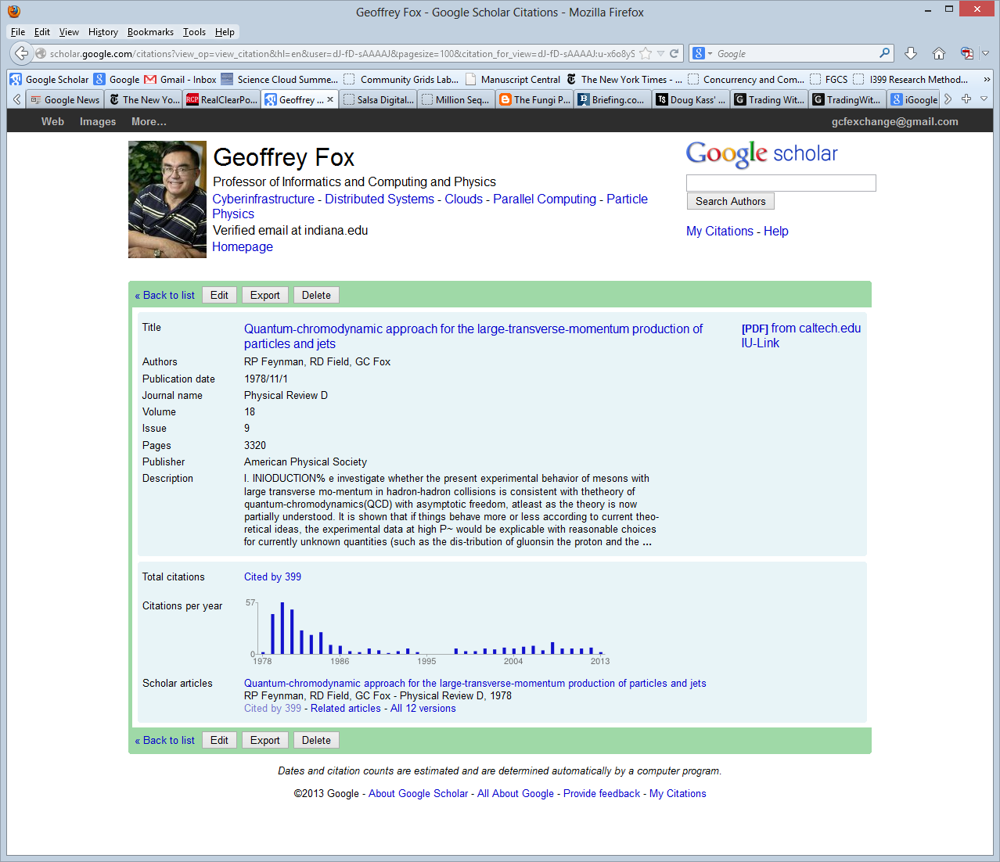 Geoffrey Fox - Google Scholar Citations - Mozilla Firefox
File Edit View History Bookmarks Tools Help
scholar.google.com/citations?view_op=view_citation&hl=en&user=dJ-fD-sAAAAJ&pagesize=100&citation_for_view=dJ-fD-sAAAAJ:u-x6o8yS
Google
Google Scholar Google Gmail - Inbox Science Cloud Summe... Community Grids Lab... Manuscript Central The New York Times - ... Concurrency and Com... FGCS I399 Research Method... »
Google News The New Yo... RealClearPo... Geoffrey ... × Salsa Digital... Million Seq... The Fungi P... Briefing.co... Doug Kass' ... Trading Wit... TradingWit... iGoogle
Web Images More... gcfexchange@gmail.com
Geoffrey Fox
Professor of Informatics and Computing and Physics
Cyberinfrastructure - Distributed Systems - Clouds - Parallel Computing - Particle
Physics
Verified email at indiana.edu
Homepage
Google scholar
Search Authors
My Citations - Help
« Back to list Edit Export Delete
Title Quantum-chromodynamic approach for the large-transverse-momentum production of
particles and jets
[PDF] from caltech.edu
IU-Link
Authors RP Feynman, RD Field, GC Fox
Publication date 1978/11/1
Journal name Physical Review D
Volume 18
Issue 9
Pages 3320
Publisher American Physical Society
Description I. INIODUCTION% e investigate whether the present experimental behavior of mesons with
large transverse mo-mentum in hadron-hadron collisions is consistent with thetheory of
quantum-chromodynamics(QCD) with asymptotic freedom, atleast as the theory is now
partially understood. It is shown that if things behave more or less according to current theo-
retical ideas, the experimental data at high P~ would be explicable with reasonable choices
for currently unknown quantities (such as the dis-tribution of gluonsin the proton and the ...
Total citations Cited by 399
Citations per year
57
0
1978 1986 1995 2004 2013
Scholar articles Quantum-chromodynamic approach for the large-transverse-momentum production of particles and jets
RP Feynman, RD Field, GC Fox - Physical Review D, 1978
Cited by 399 - Related articles - All 12 versions
« Back to list Edit Export Delete
Dates and citation counts are estimated and are determined automatically by a computer program.
©2013 Google - About Google Scholar - All About Google - Provide feedback - My Citations